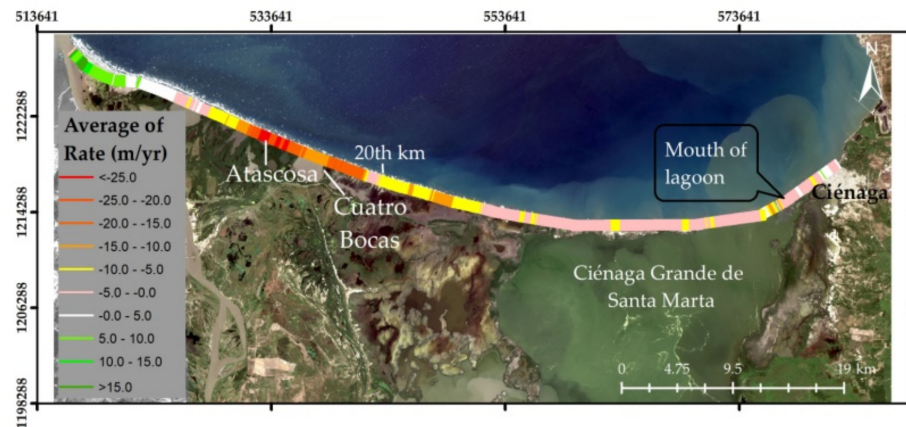 513641 533641 553641 573641
1222288
1214288
1206288
1198288
N
Average of
Rate (m/yr)
<-25.0
-25.0 - -20.0
-20.0 - -15.0
-15.0 - -10.0
-10.0 - -5.0
-5.0 - -0.0
-0.0 - 5.0
5.0 - 10.0
10.0 - 15.0
>15.0
Atascosa
20th km
Cuatro
Bocas
Mouth of
lagoon
Ciénaga
Ciénaga Grande de
Santa Marta
0 4.75 9.5 19 km